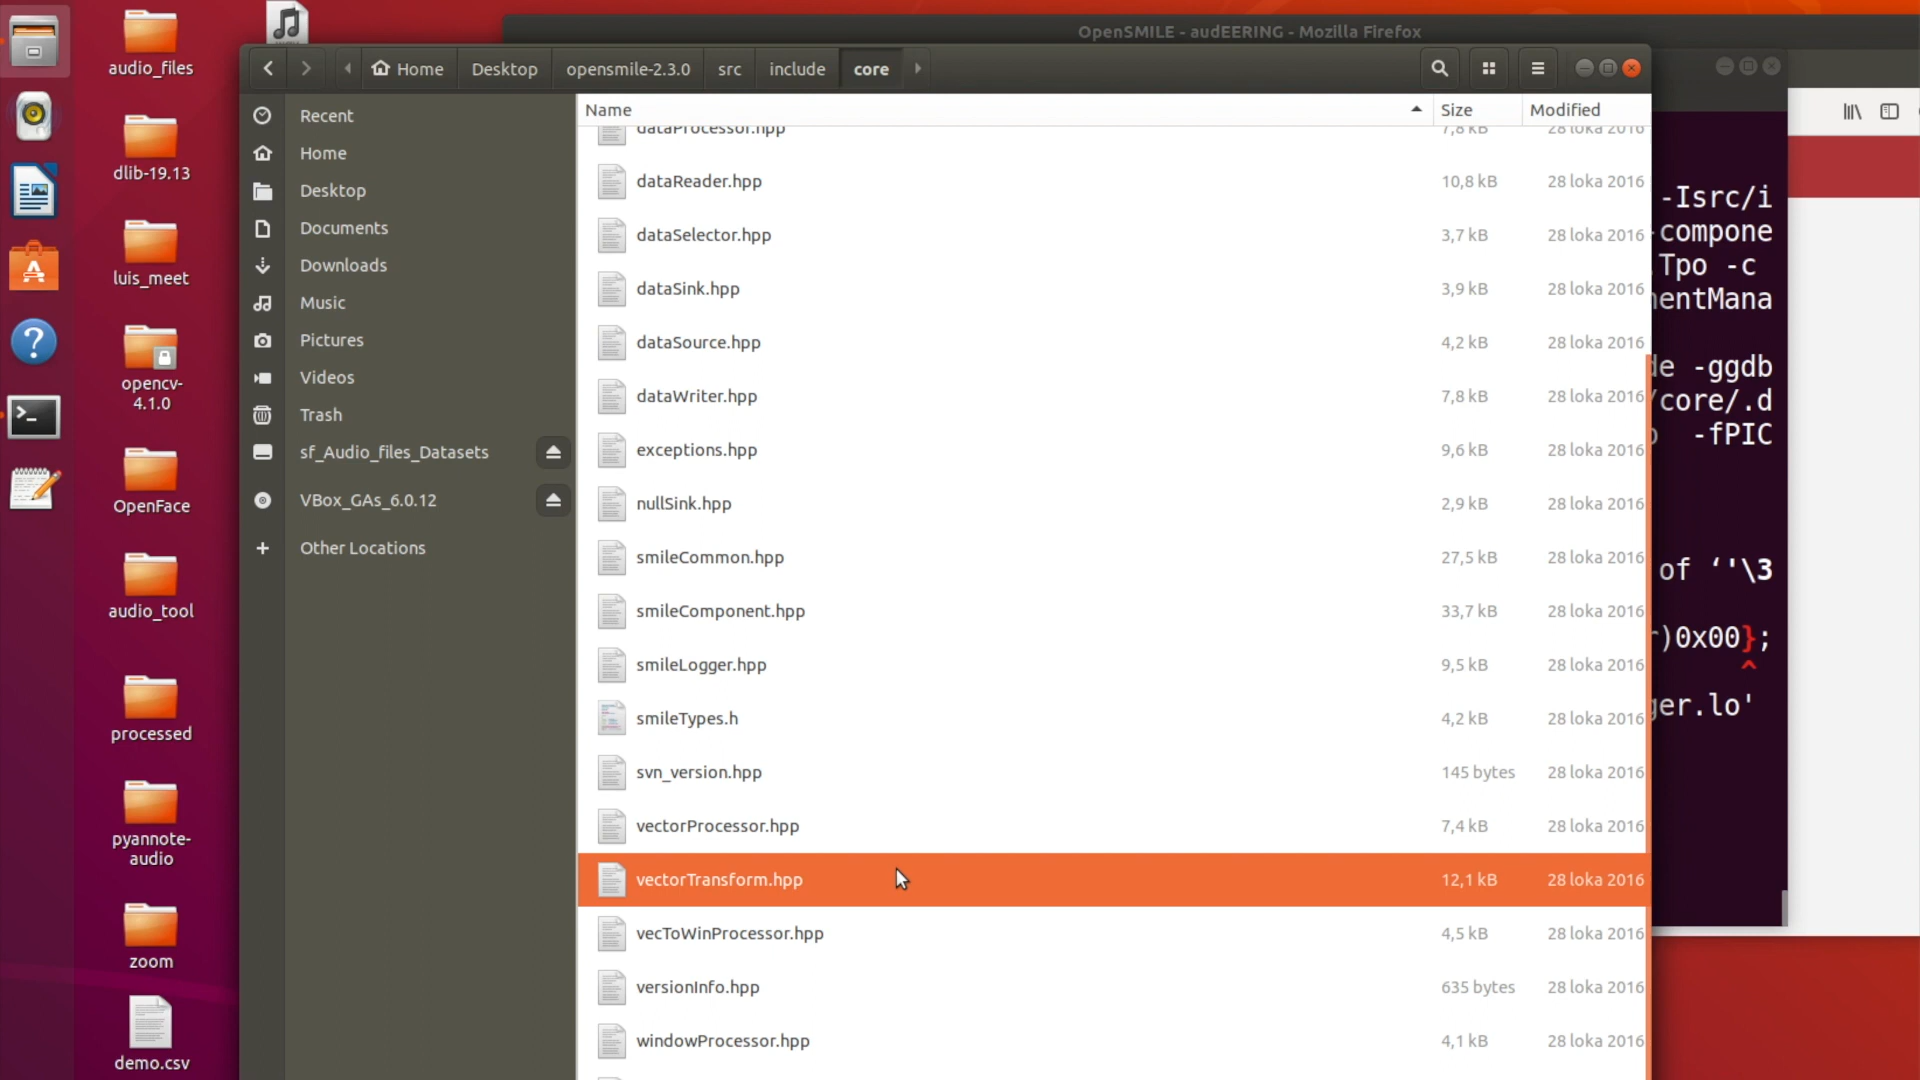 OpenSMILE - audEERING - Mozilla Firefox
Home
Desktop
opensmile-2.3.0
src
include
core
Name
Size
Modified
dataProcessor.hpp 7,8 kB 28 loka 2016
dataReader.hpp 10,8 kB 28 loka 2016
dataSelector.hpp 3,7 kB 28 loka 2016
dataSink.hpp 3,9 kB 28 loka 2016
dataSource.hpp 4,2 kB 28 loka 2016
dataWriter.hpp 7,8 kB 28 loka 2016
exceptions.hpp 9,6 kB 28 loka 2016
nullSink.hpp 2,9 kB 28 loka 2016
smileCommon.hpp 27,5 kB 28 loka 2016
smileComponent.hpp 33,7 kB 28 loka 2016
smileLogger.hpp 9,5 kB 28 loka 2016
smileTypes.h 4,2 kB 28 loka 2016
svn_version.hpp 145 bytes 28 loka 2016
vectorProcessor.hpp 7,4 kB 28 loka 2016
vectorTransform.hpp 12,1 kB 28 loka 2016
vecToWinProcessor.hpp 4,5 kB 28 loka 2016
versionInfo.hpp 635 bytes 28 loka 2016
windowProcessor.hpp 4,1 kB 28 loka 2016
Recent
Home
Desktop
Documents
Downloads
Music
Pictures
Videos
Trash
sf_Audio_files_Datasets
VBox_GAs_6.0.12
Other Locations
audio_files
dlib-19.13
luis_meet
opencv-
4.1.0
OpenFace
audio_tool
processed
pyannote-
audio
zoom
demo.csv
-Isrc/i
compone
Tpo -c
entMana
de -ggdb
/core/.d
-fPIC
of ‘'\3
r)0x00};
^
ger.lo'